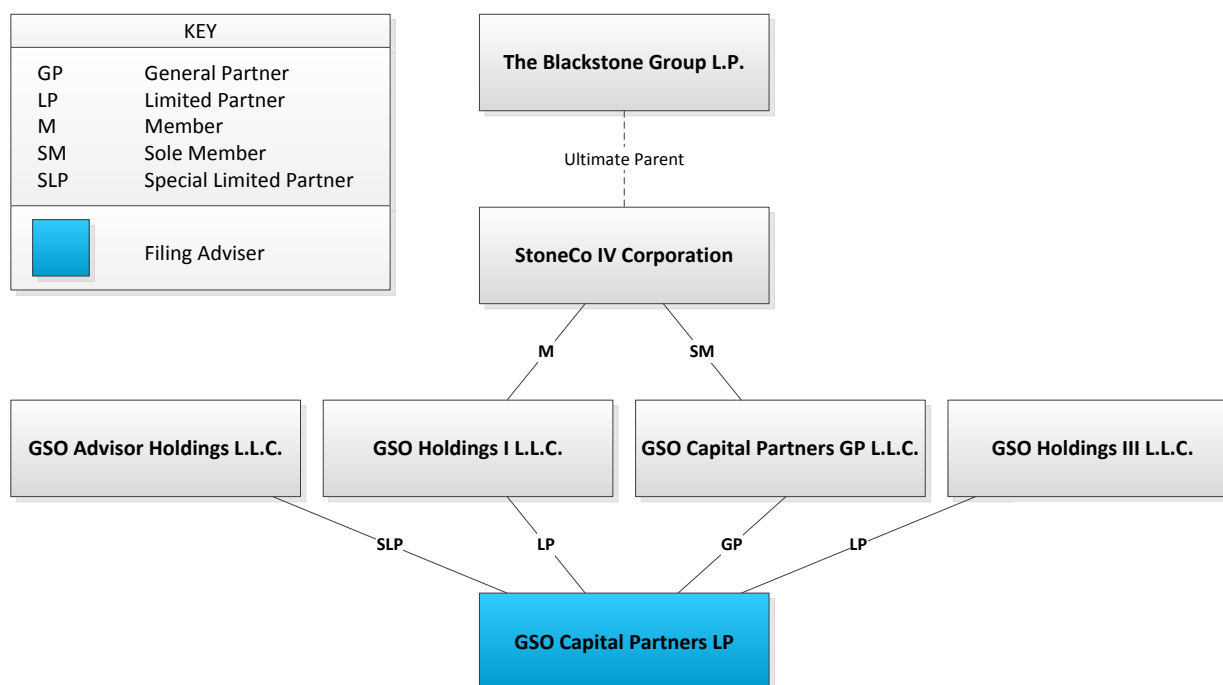 KEY
GP General Partner
LP Limited Partner
M Member
SM Sole Member
SLP Special Limited Partner
Filing Adviser
The Blackstone Group L.P.
Ultimate Parent
StoneCo IV Corporation
M SM
GSO Advisor Holdings L.L.C. GSO Holdings I L.L.C. GSO Capital Partners GP L.L.C. GSO Holdings III L.L.C.
SLP LP GP LP
GSO Capital Partners LP